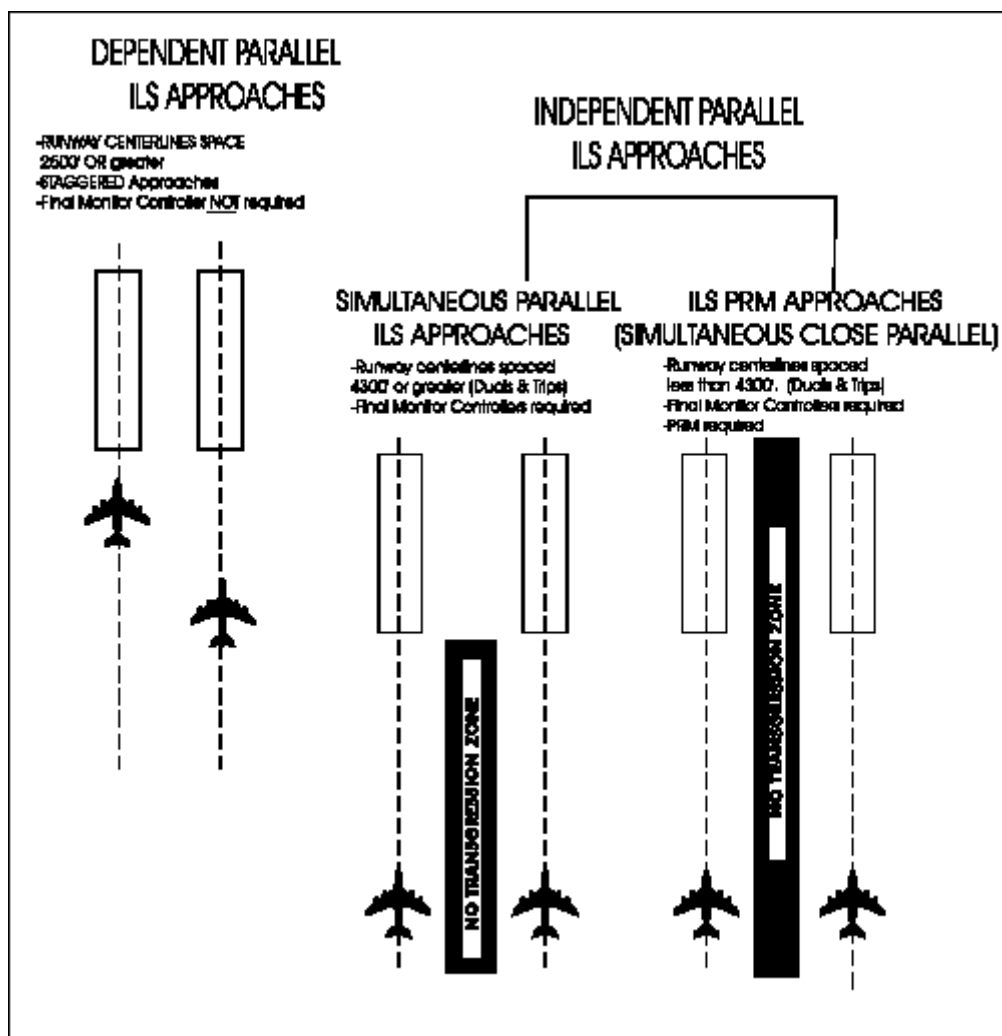 DEPENDENT PARALLEL
ILS APPROACHES
-RUNWAY CENTERLINES SPACE
2500' OR greater
-STAGGERED Approaches
-Final Monitor Controller NOT required
INDEPENDENT PARALLEL
ILS APPROACHES
SIMULTANEOUS PARALLEL
ILS APPROACHES
-Runway centerlines spaced
4300' or greater (Duals & Trips)
-Final Monitor Controllers required
ILS PRM APPROACHES
(SIMULTANEOUS CLOSE PARALLEL)
-Runway centerlines spaced
less than 4300'. (Duals & Trips)
-Final Monitor Controllers required
-PRM required
NO TRANSGRESSION ZONE
NO TRANSGRESSION ZONE